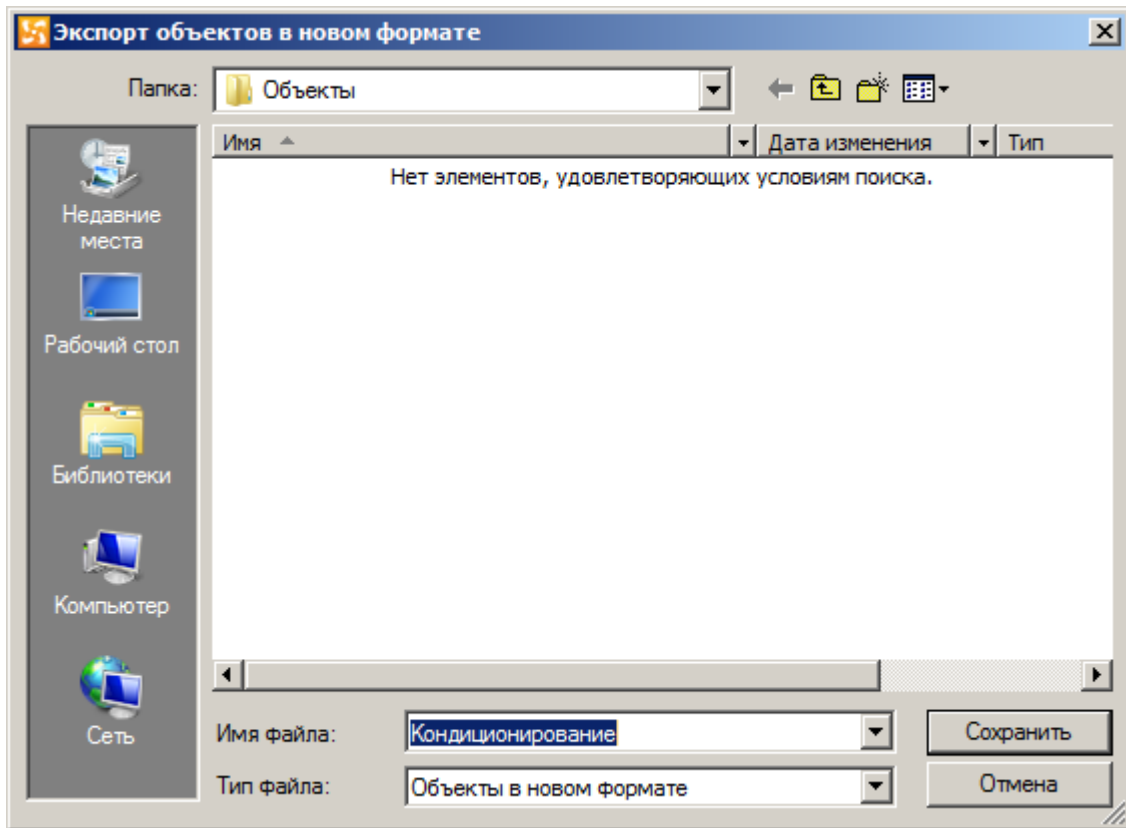 Экспорт объектов в новом формате
Папка:
Объекты
Имя
Дата изменения
Тип
Нет элементов, удовлетворяющих условиям поиска.
Недавние
места
Рабочий стол
Библиотеки
Компьютер
Сеть
Имя файла:
Кондиционирование
Сохранить
Тип файла:
Объекты в новом формате
Отмена